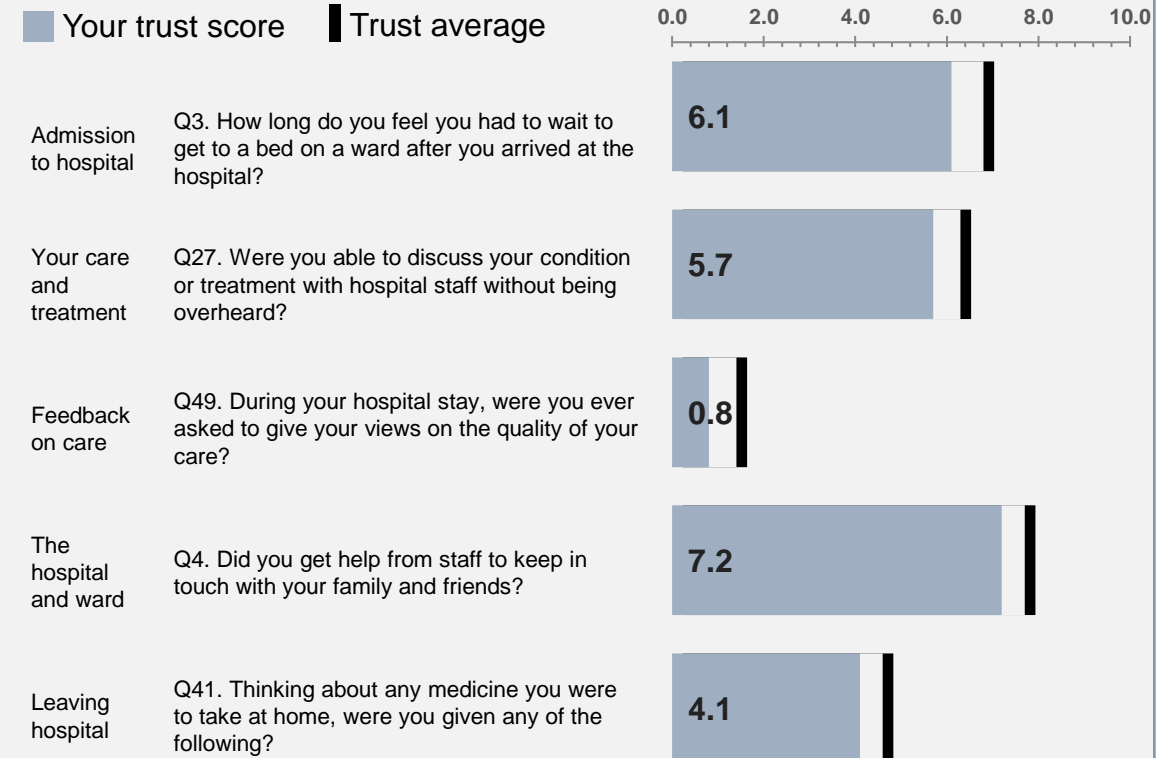 Your trust score
Trust average
0.0 2.0 4.0 6.0 8.0 10.0
Admission
to hospital
Q3. How long do you feel you had to wait to
get to a bed on a ward after you arrived at the
hospital?
6.1
Your care
and
treatment
Q27. Were you able to discuss your condition
or treatment with hospital staff without being
overheard?
5.7
Feedback
on care
Q49. During your hospital stay, were you ever
asked to give your views on the quality of your
care?
0.8
The
hospital
and ward
Q4. Did you get help from staff to keep in
touch with your family and friends?
7.2
Leaving
hospital
Q41. Thinking about any medicine you were
to take at home, were you given any of the
following?
4.1